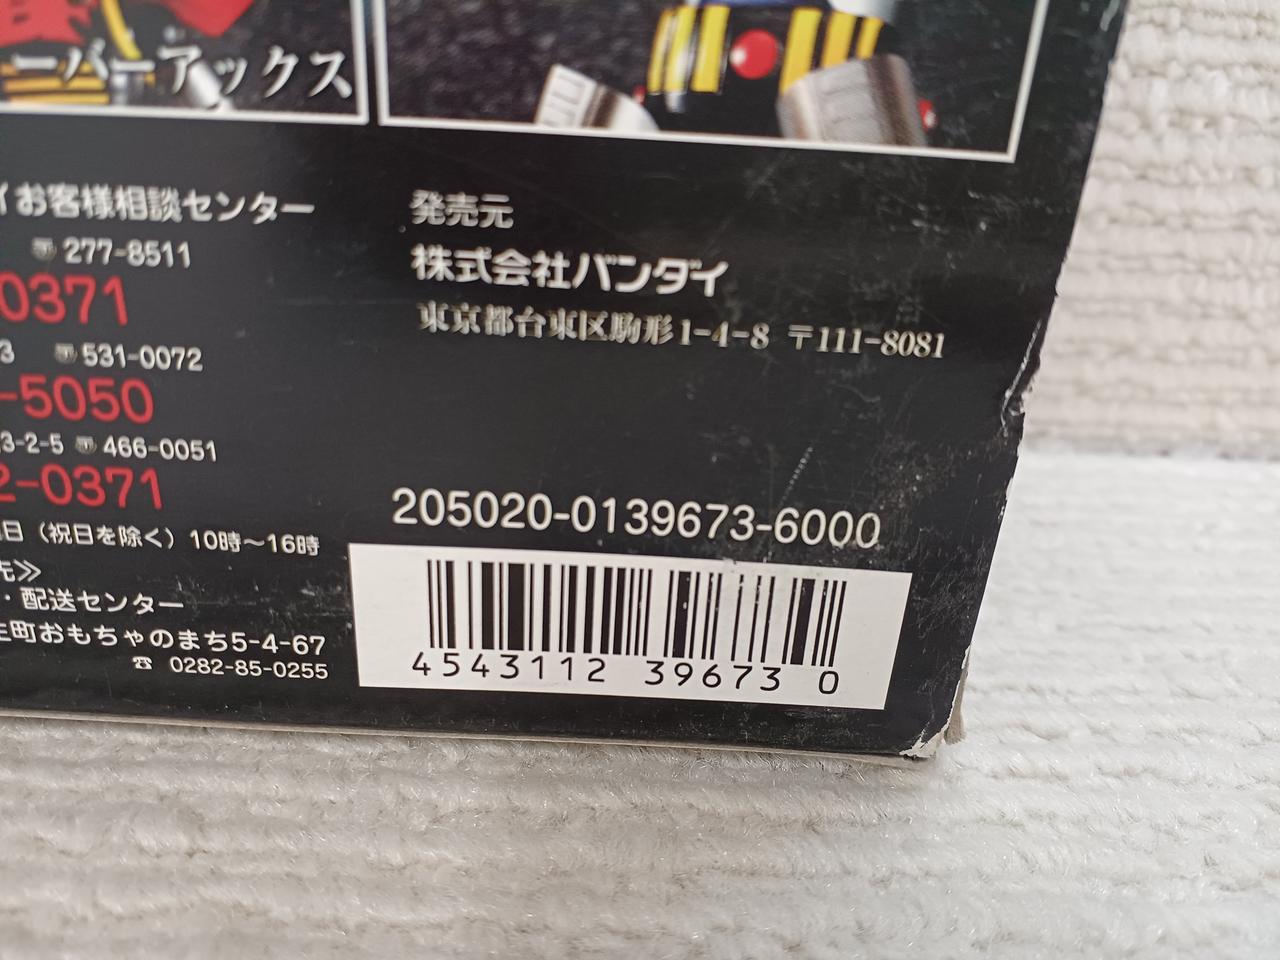 ーパーアックス
イお客様相談センター
〠 277-8511
0371
3 〠 531-0072
-5050
3-2-5 〠 466-0051
2-0371
日（祝日を除く）10時～16時
先≫
・配送センター
生町おもちゃのまち5-4-67
☎ 0282-85-0255
発売元
株式会社バンダイ
東京都台東区駒形1-4-8 〒111-8081
205020-0139673-6000
4543112 39673 0